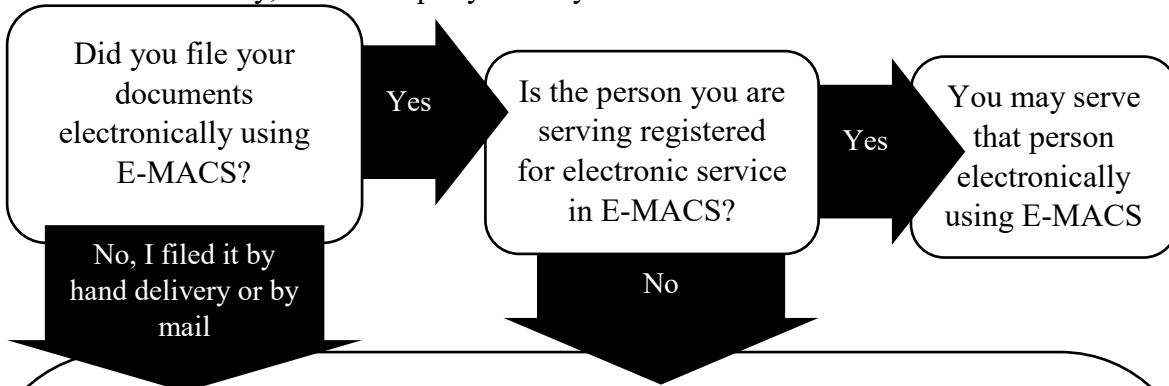 Did you file your
documents
electronically using
E-MACS?
Yes
Is the person you are
serving registered
for electronic service
in E-MACS?
Yes
You may serve
that person
electronically
using E-MACS
No, I filed it by
hand delivery or by
mail
No